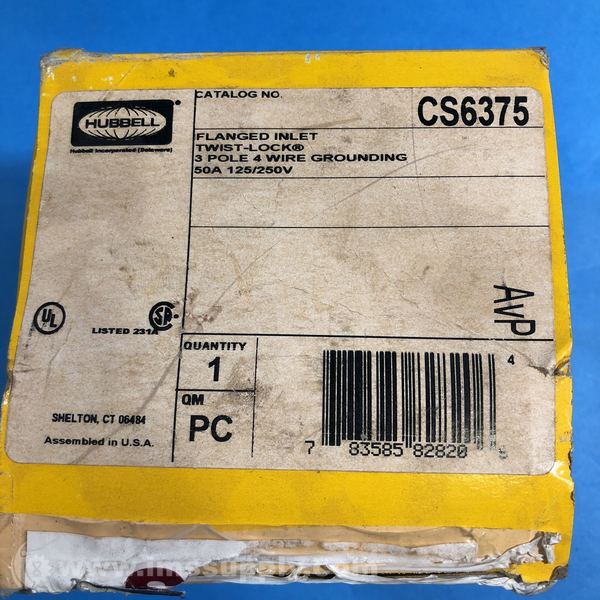 CATALOG NO.
CS6375
HUBBELL
Hubbell Incorporated (Delaware)
FLANGED INLET
TWIST-LOCK®
3 POLE 4 WIRE GROUNDING
50A 125/250V
AVP
UL
LISTED 231A
SA
QUANTITY
1
QM
PC
SHELTON, CT 06484
Assembled in U.S.A.
4
7 83585 82820